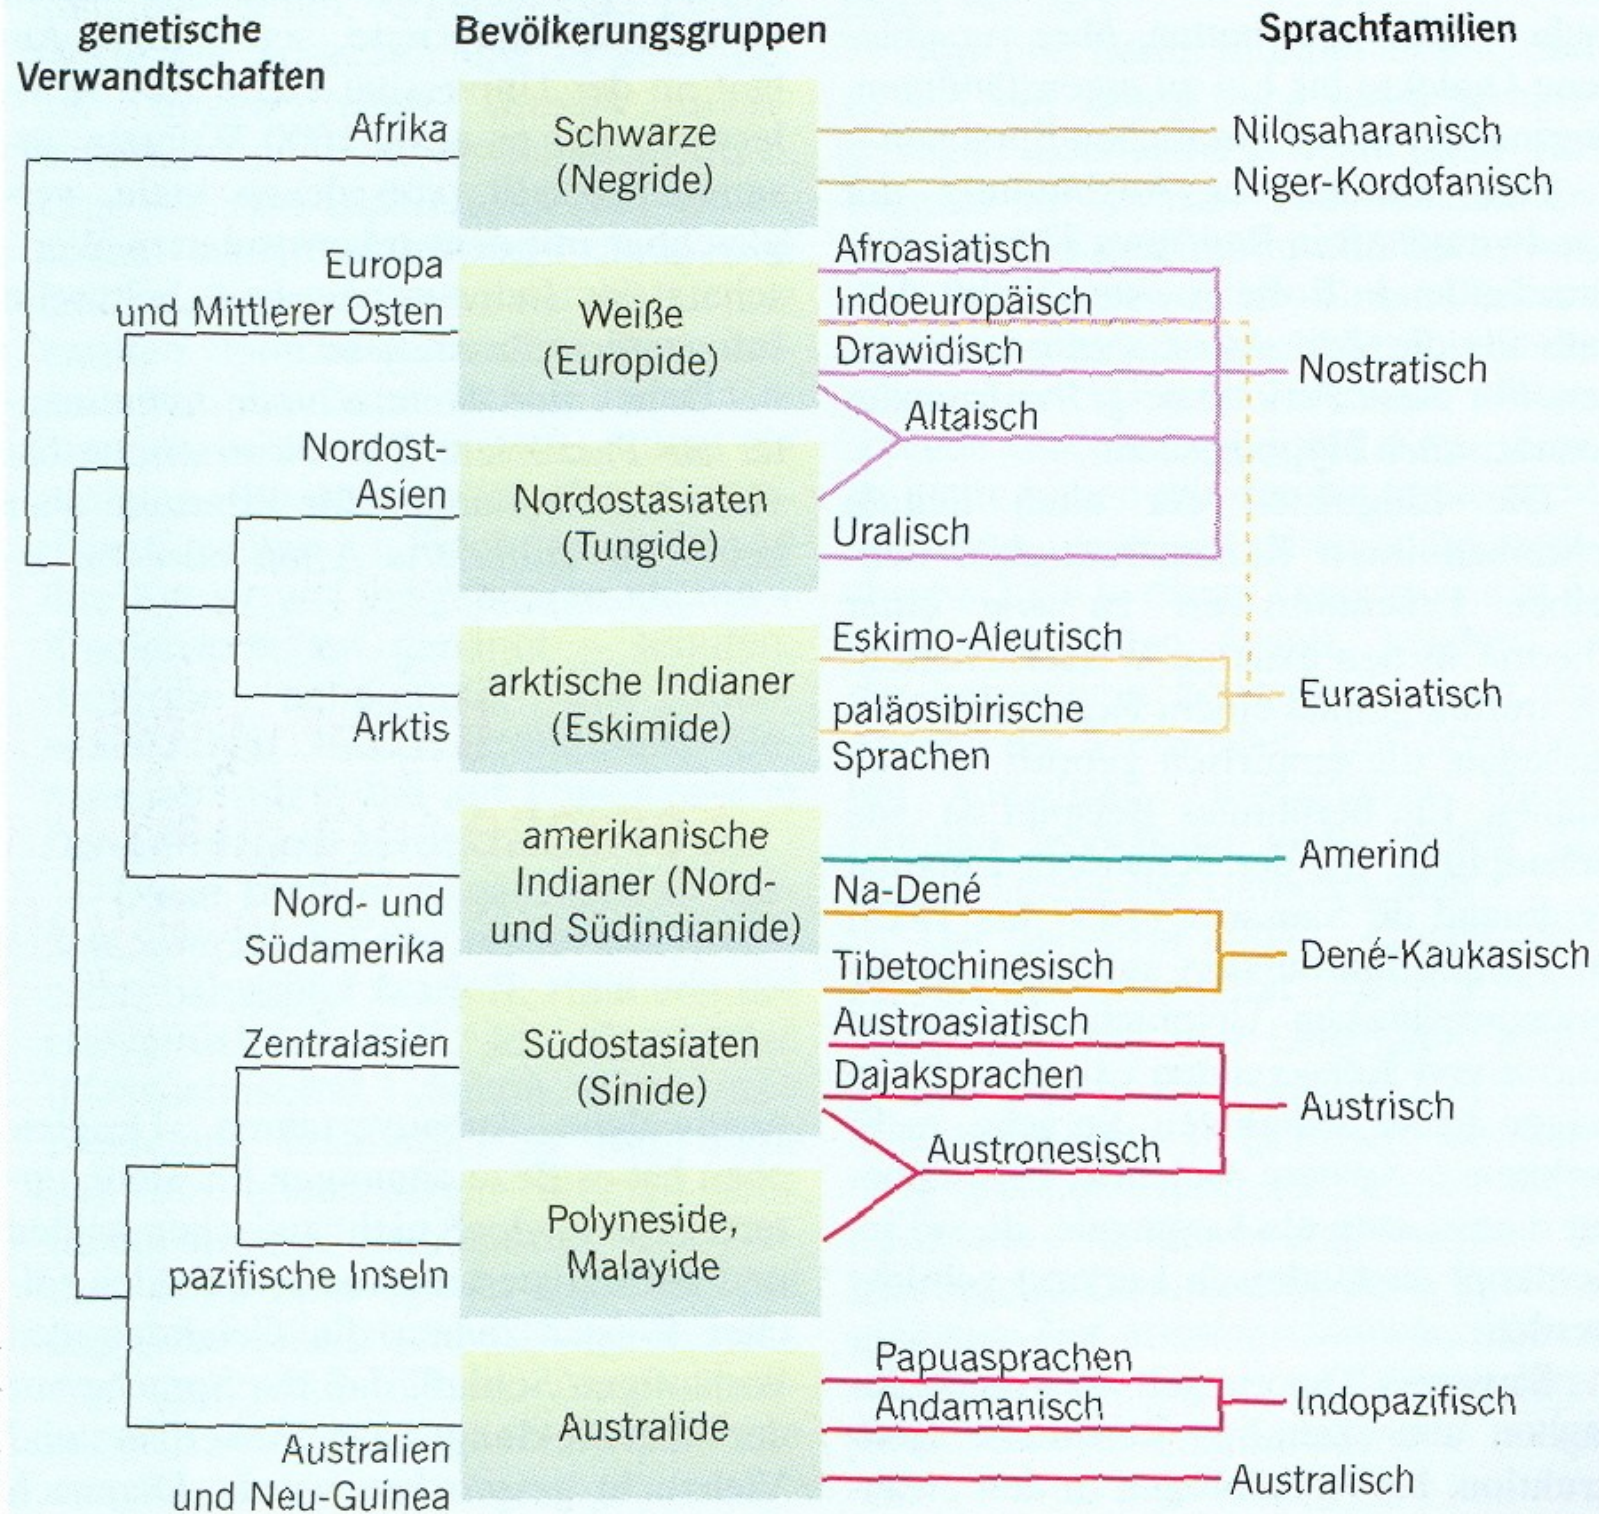 genetische
Verwandtschaften
Bevölkerungsgruppen
Sprachfamilien
Afrika
Schwarze
(Negride)
Nilosaharanisch
Niger-Kordofanisch
Europa
und Mittlerer Osten
Weiße
(Europide)
Afroasiatisch
Indoeuropäisch
Drawidisch
Altaisch
Nostratisch
Nordost-
Asien
Nordostasiaten
(Tungide)
Uralisch
Arktis
arktische Indianer
(Eskimide)
Eskimo-Aleutisch
paläosibirische
Sprachen
Eurasiatisch
Nord- und
Südamerika
amerikanische
Indianer (Nord-
und Südindianide)
Amerind
Na-Dené
Tibetochinesisch
Dené-Kaukasisch
Zentralasien
Südostasiaten
(Sinide)
Austroasiatisch
Dajaksprachen
Austronesisch
Austrisch
pazifische Inseln
Polyneside,
Malayide
Australien
und Neu-Guinea
Australide
Papuasprachen
Andamanisch
Indopazifisch
Australisch